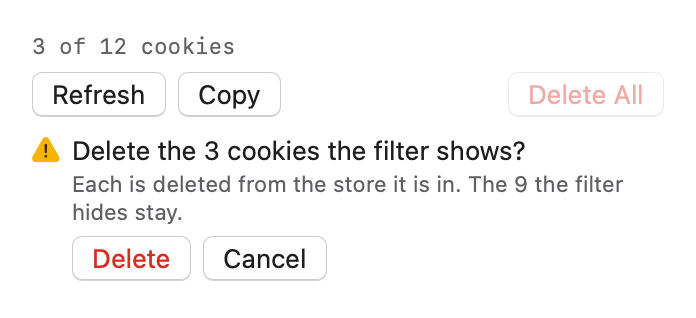 3 of 12 cookies
Refresh
Copy
Delete All
Delete the 3 cookies the filter shows?
Each is deleted from the store it is in. The 9 the filter
hides stay.
Delete
Cancel